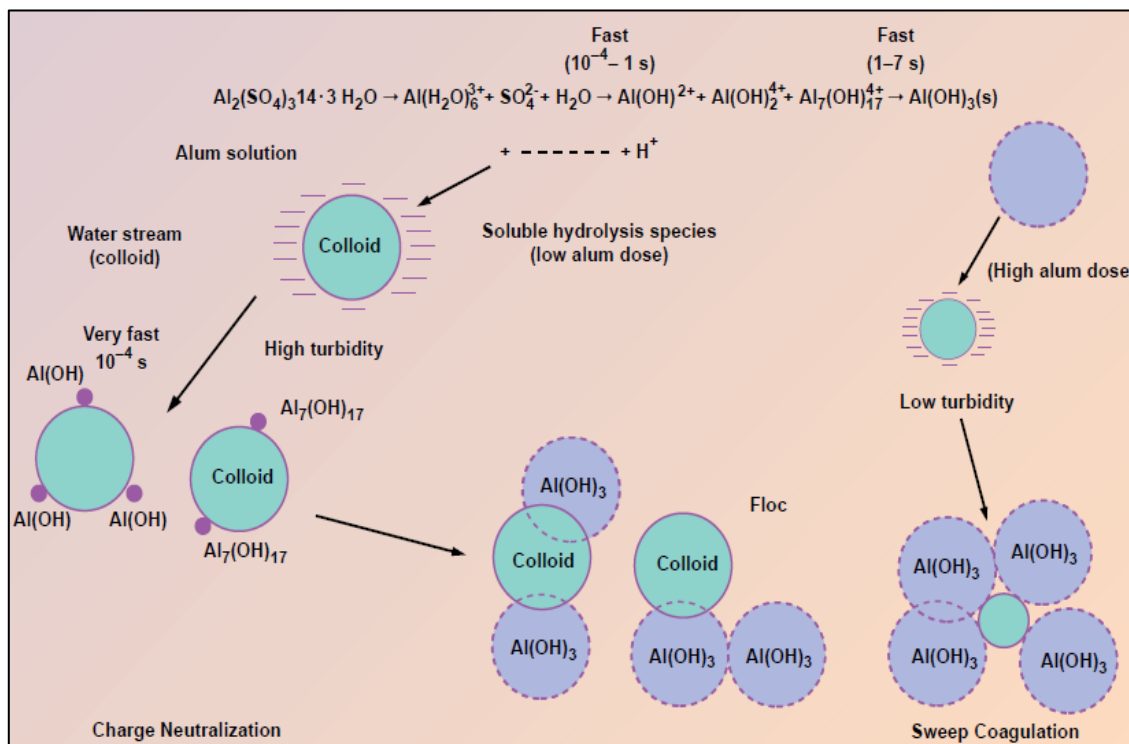 Fast
(10⁻⁴– 1 s)
Fast
(1–7 s)
Al₂(SO₄)₃14 · 3 H₂O → Al(H₂O)₆³⁺ + SO₄²⁻ + H₂O → Al(OH)²⁺ + Al(OH)₂⁴⁺ + Al₇(OH)₁₇⁴⁺ → Al(OH)₃(s)
Alum solution
+ – – – – – – + H⁺
Water stream
(colloid)
Colloid
Soluble hydrolysis species
(low alum dose)
(High alum dose
Very fast
10⁻⁴ s
High turbidity
Low turbidity
Al(OH)
Al(OH)
Al(OH)
Al₇(OH)₁₇
Colloid
Al₇(OH)₁₇
Al(OH)₃
Colloid
Al(OH)₃
Floc
Colloid
Al(OH)₃
Al(OH)₃
Al(OH)₃
Al(OH)₃
Al(OH)₃
Al(OH)₃
Charge Neutralization
Sweep Coagulation